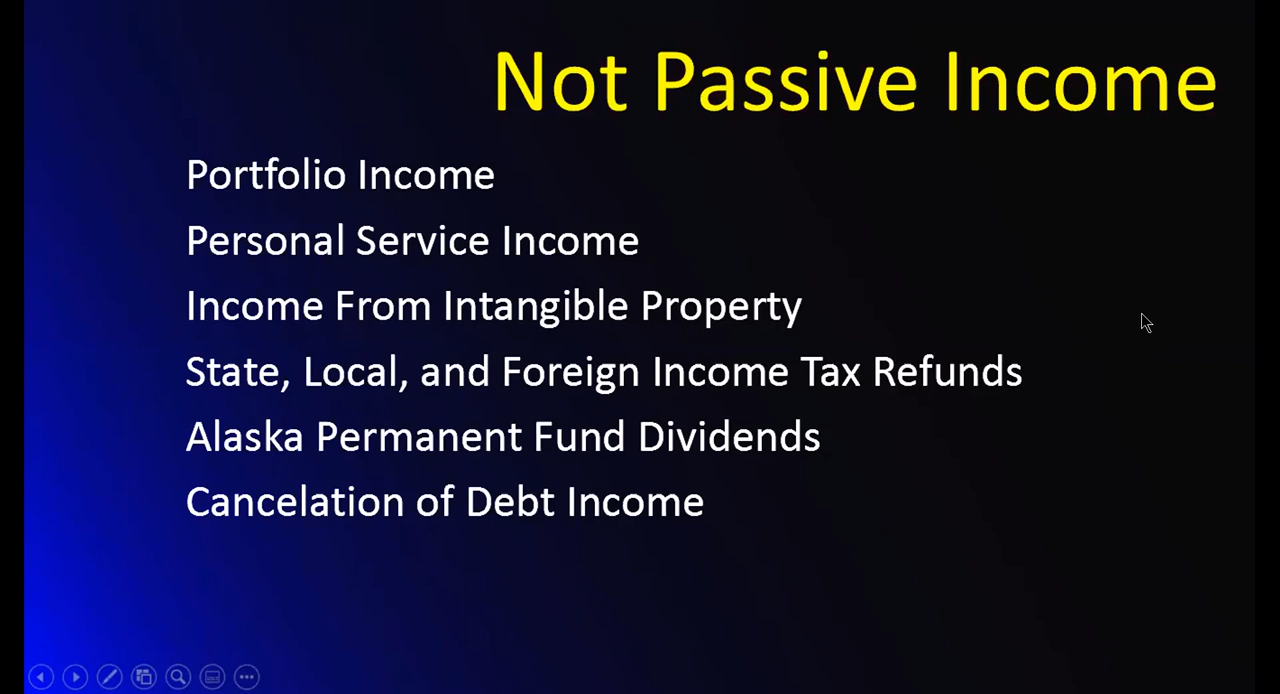 Not Passive Income
Portfolio Income
Personal Service Income
Income From Intangible Property
State, Local, and Foreign Income Tax Refunds
Alaska Permanent Fund Dividends
Cancelation of Debt Income